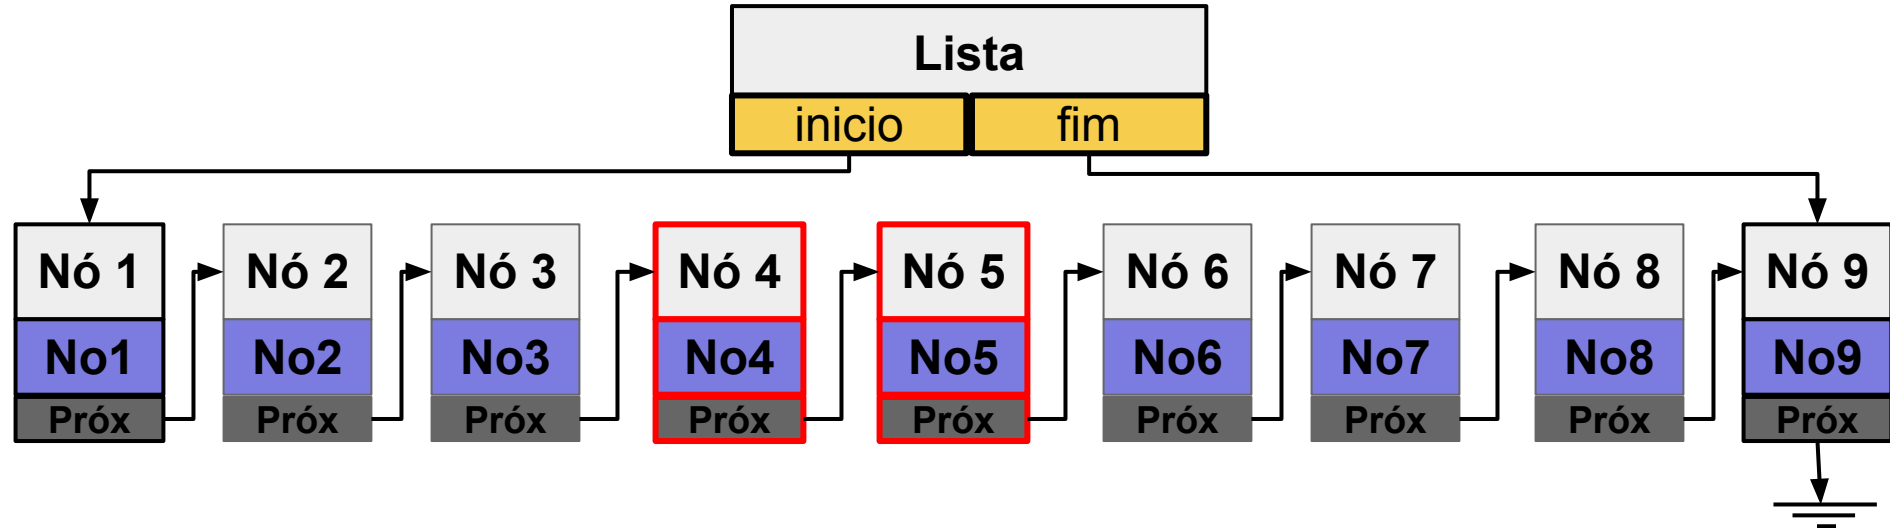 Lista
inicio fim
Nó 1 Nó 2 Nó 3 Nó 4 Nó 5 Nó 6 Nó 7 Nó 8 Nó 9
No1 No2 No3 No4 No5 No6 No7 No8 No9
Próx Próx Próx Próx Próx Próx Próx Próx Próx